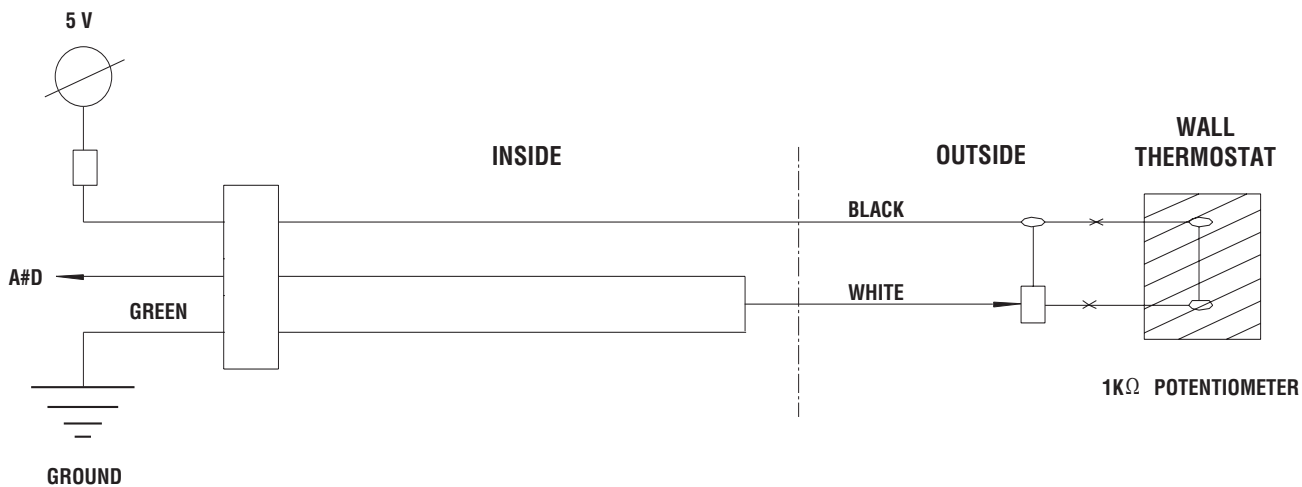 5 V
INSIDE
OUTSIDE
WALL
THERMOSTAT
BLACK
A#D
WHITE
GREEN
1KΩ POTENTIOMETER
GROUND